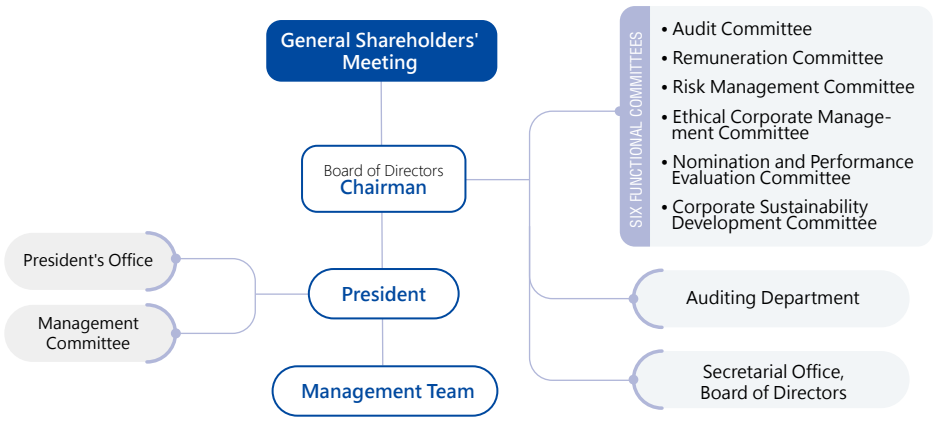 General Shareholders'
Meeting
Board of Directors
Chairman
SIX FUNCTIONAL COMMITTEES
• Audit Committee
• Remuneration Committee
• Risk Management Committee
• Ethical Corporate Manage-
ment Committee
• Nomination and Performance
Evaluation Committee
• Corporate Sustainability
Development Committee
President's Office
Management
Committee
President
Management Team
Auditing Department
Secretarial Office,
Board of Directors